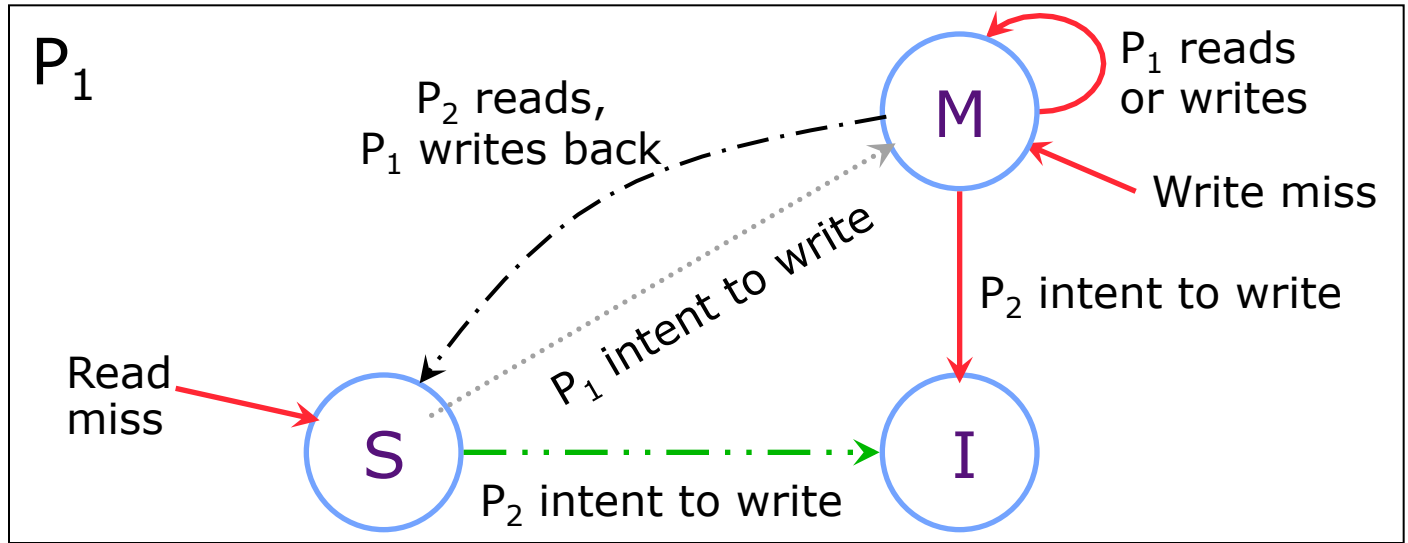 P₁
P₂ reads,
P₁ writes back
M
P₁ reads
or writes
Write miss
P₁ intent to write
P₂ intent to write
Read
miss
S
I
P₂ intent to write